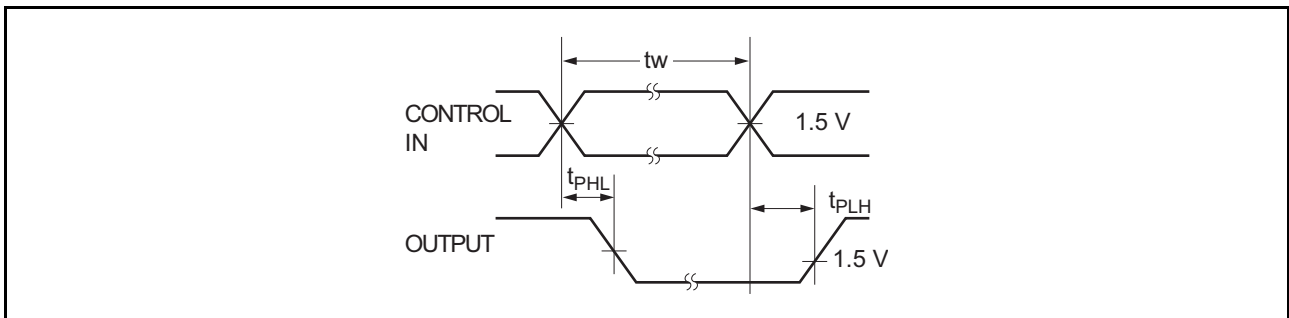 tw
CONTROL
IN
1.5 V
tPHL
tPLH
OUTPUT
1.5 V